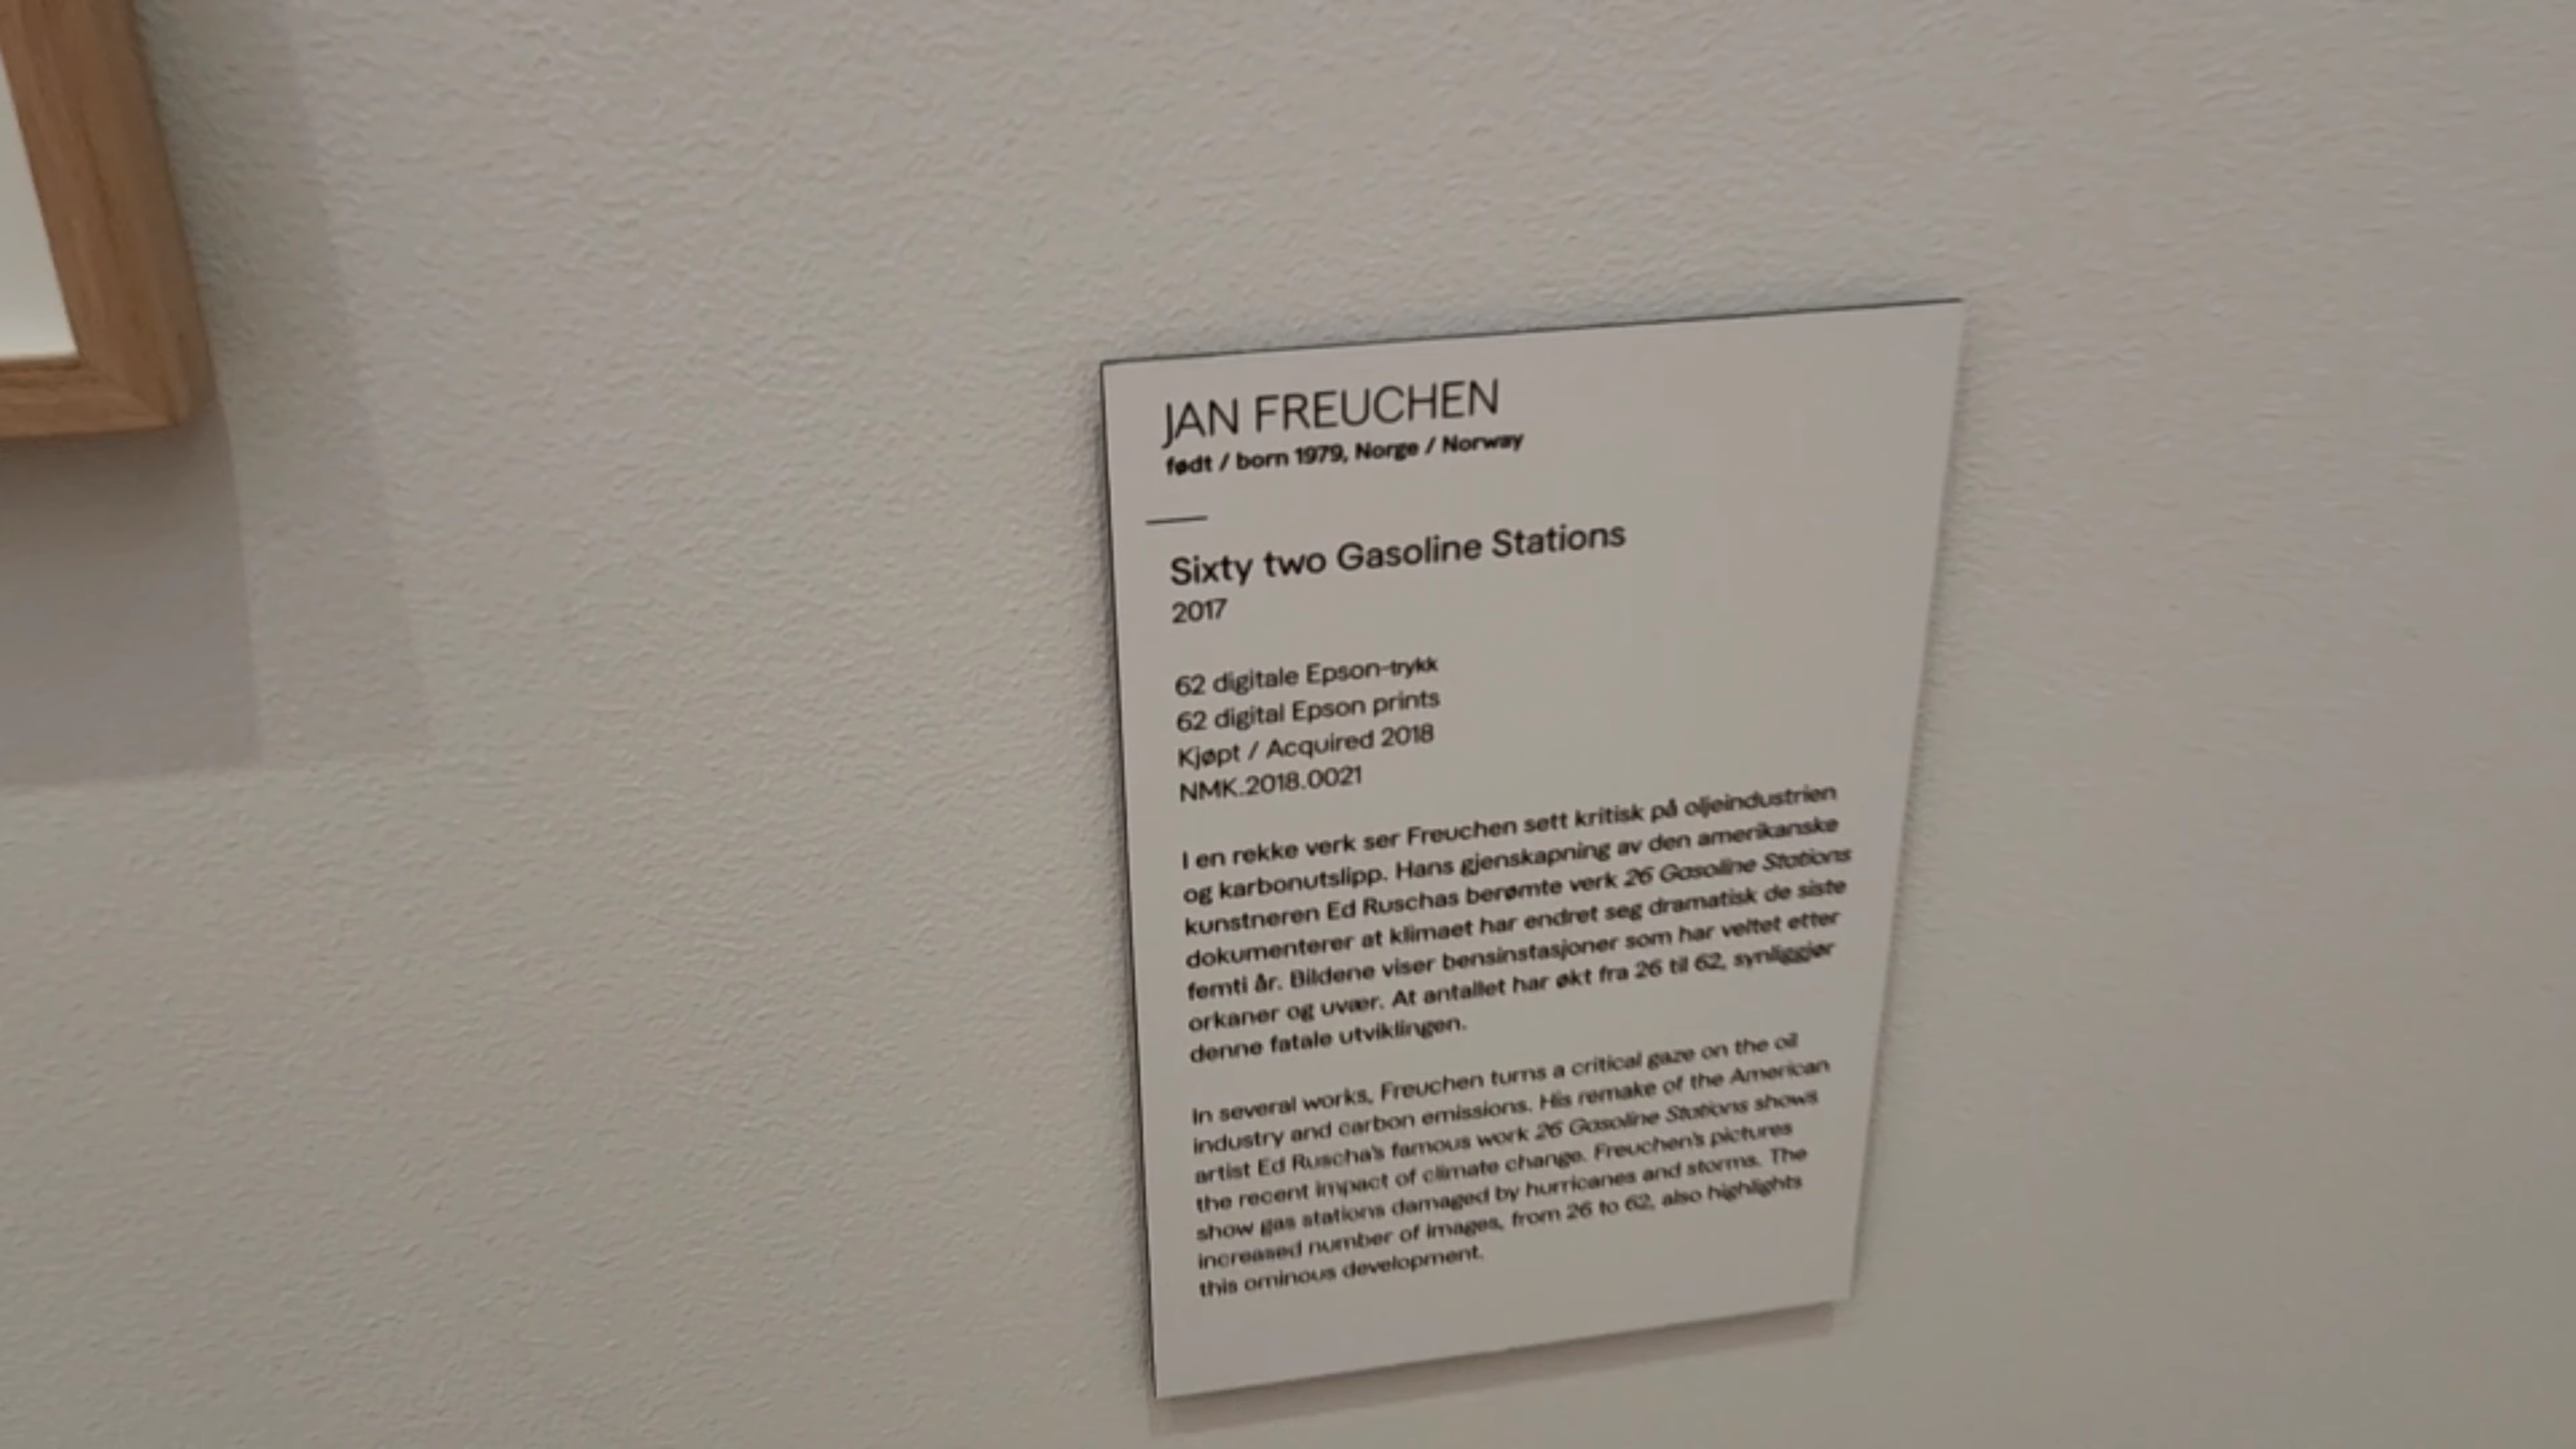 JAN FREUCHEN
født / born 1979, Norge / Norway
Sixty two Gasoline Stations
2017
62 digitale Epson-trykk
62 digital Epson prints
Kjøpt / Acquired 2018
NMK.2018.0021
I en rekke verk ser Freuchen sett kritisk på oljeindustrien
og karbonutslipp. Hans gjenskapning av den amerikanske
kunstneren Ed Ruschas berømte verk 26 Gasoline Stations
dokumenterer at klimaet har endret seg dramatisk de siste
femti år. Bildene viser bensinstasjoner som har veltet etter
orkaner og uvær. At antallet har økt fra 26 til 62, synliggjør
denne fatale utviklingen.
In several works, Freuchen turns a critical gaze on the oil
industry and carbon emissions. His remake of the American
artist Ed Ruscha's famous work 26 Gasoline Stations shows
the recent impact of climate change. Freuchen's pictures
show gas stations damaged by hurricanes and storms. The
increased number of images, from 26 to 62, also highlights
this ominous development.